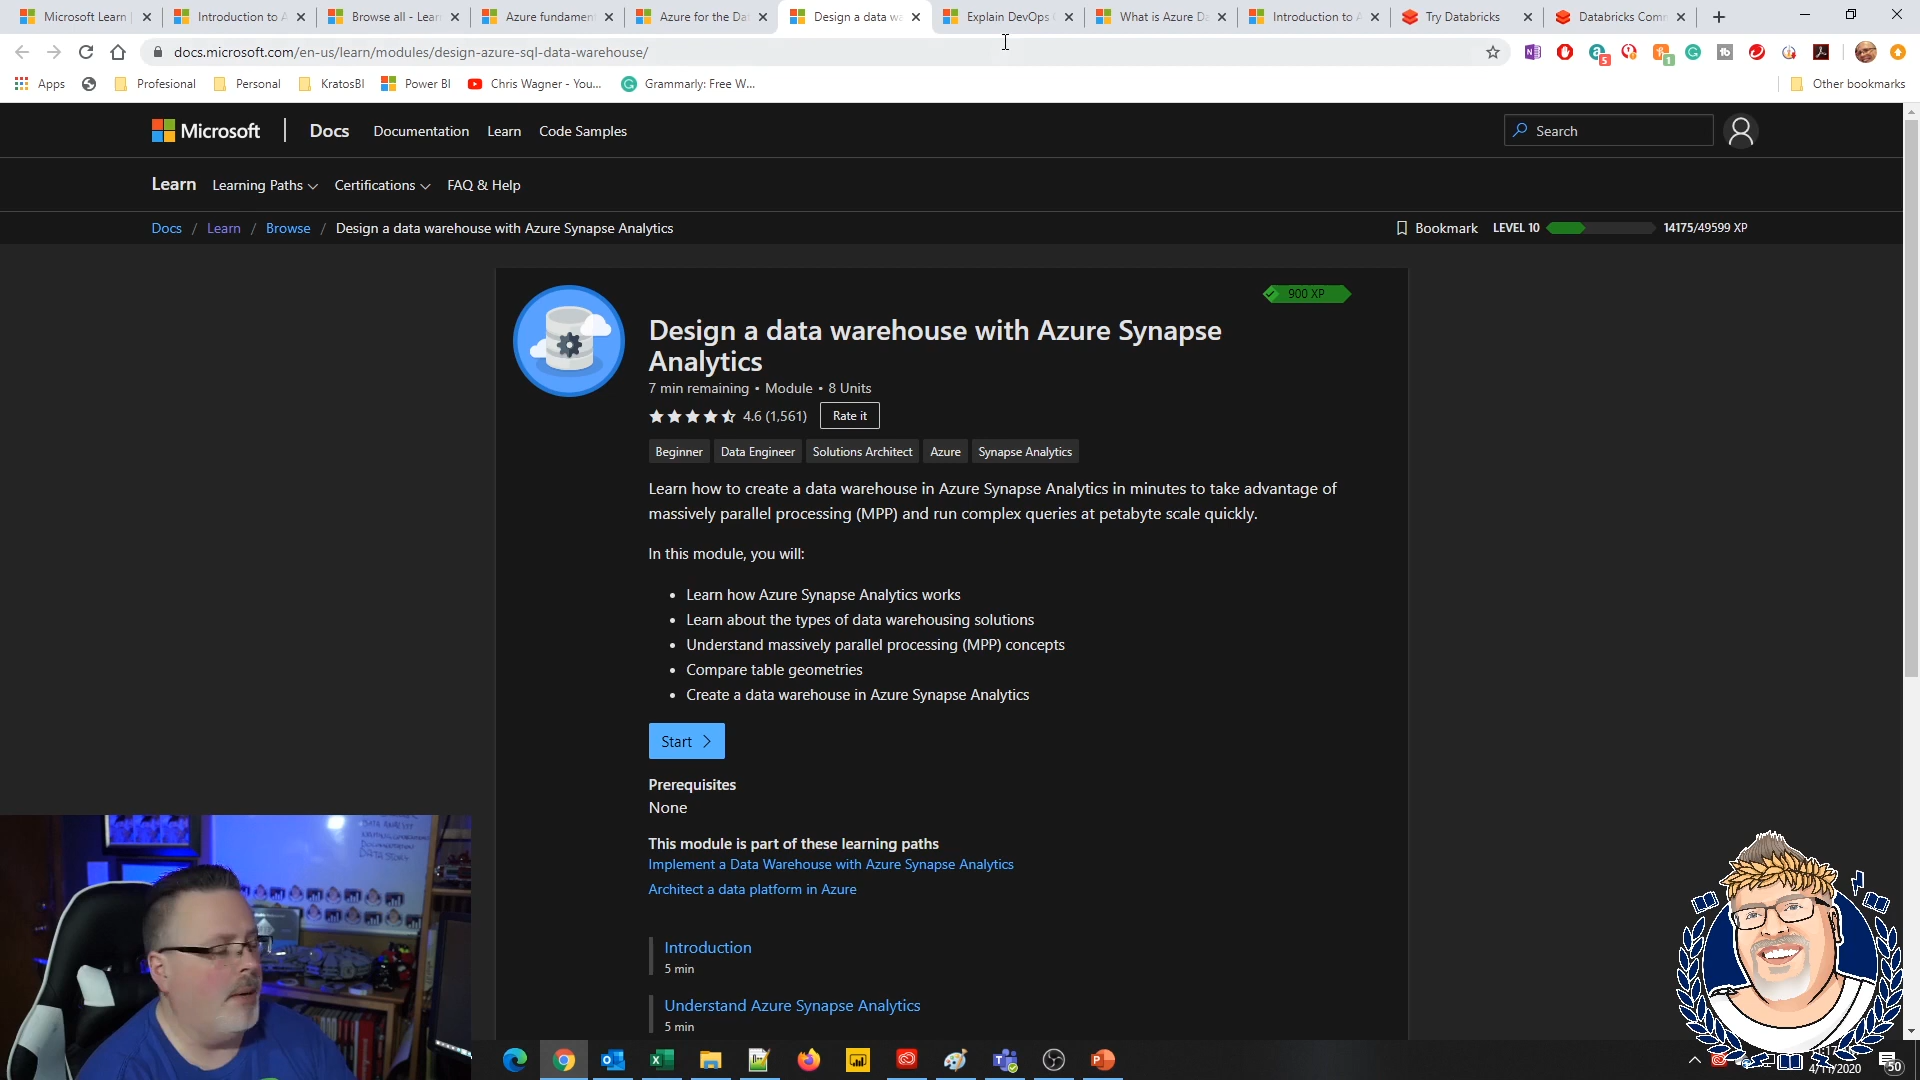 Microsoft Learn
Introduction to A
Browse all - Lear
Azure fundamen
Azure for the Da
Design a data wa
Explain DevOps
What is Azure Da
Introduction to A
Try Databricks
Databricks Com
docs.microsoft.com/en-us/learn/modules/design-azure-sql-data-warehouse/
5
1
Apps
Profesional
Personal
KratosBI
Power BI
Chris Wagner - You...
Grammarly: Free W...
Other bookmarks
Microsoft
Docs
Documentation
Learn
Code Samples
Search
Learn
Learning Paths
Certifications
FAQ & Help
Docs / Learn / Browse / Design a data warehouse with Azure Synapse Analytics
Bookmark
LEVEL 10
14175/49599 XP
900 XP
Design a data warehouse with Azure Synapse
Analytics
7 min remaining • Module • 8 Units
4.6 (1,561)
Rate it
Beginner
Data Engineer
Solutions Architect
Azure
Synapse Analytics
Learn how to create a data warehouse in Azure Synapse Analytics in minutes to take advantage of
massively parallel processing (MPP) and run complex queries at petabyte scale quickly.
In this module, you will:
• Learn how Azure Synapse Analytics works
• Learn about the types of data warehousing solutions
• Understand massively parallel processing (MPP) concepts
• Compare table geometries
• Create a data warehouse in Azure Synapse Analytics
Start
Prerequisites
None
This module is part of these learning paths
Implement a Data Warehouse with Azure Synapse Analytics
Architect a data platform in Azure
Introduction
5 min
Understand Azure Synapse Analytics
5 min
4/11/2020
50